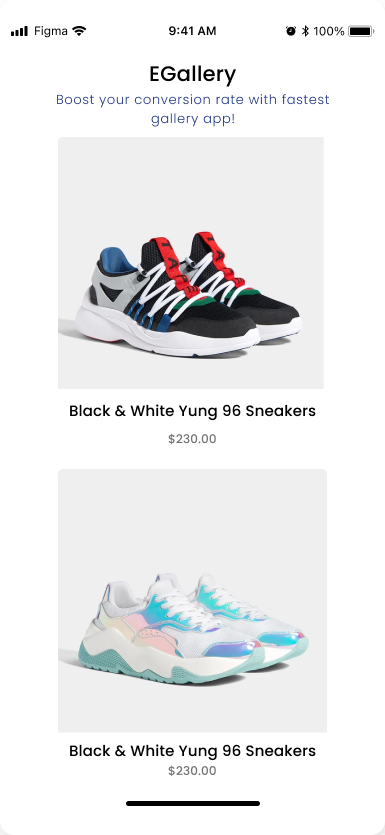 Figma 9:41 AM 100%
EGallery
Boost your conversion rate with fastest
gallery app!
Black & White Yung 96 Sneakers
$230.00
Black & White Yung 96 Sneakers
$230.00